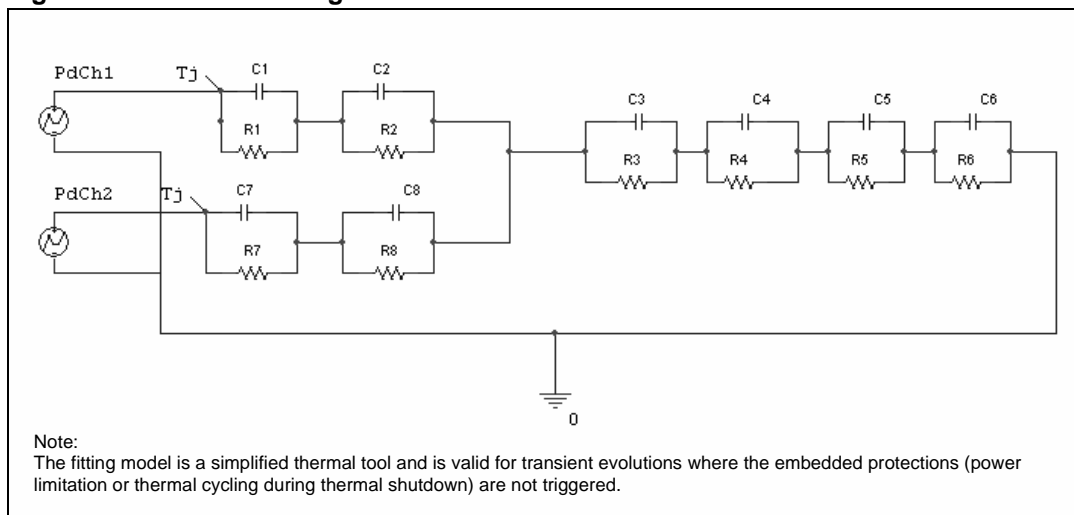 PdCh1
Tj
C1
C2
R1
R2
C3
C4
C5
C6
R3
R4
R5
R6
PdCh2
Tj
C7
C8
R7
R8
0
Note:
The fitting model is a simplified thermal tool and is valid for transient evolutions where the embedded protections (power
limitation or thermal cycling during thermal shutdown) are not triggered.